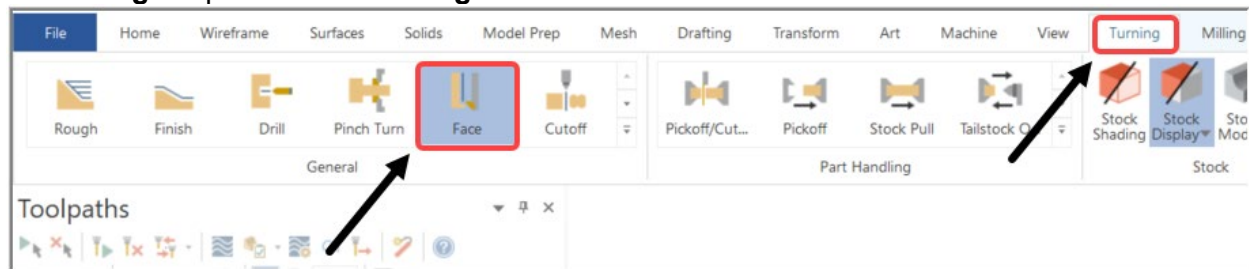 File Home Wireframe Surfaces Solids Model Prep Mesh Drafting Transform Art Machine View Turning Milling
Rough Finish Drill Pinch Turn Face Cutoff Pickoff/Cut... Pickoff Stock Pull Tailstock Stock Shading Stock Display
General Part Handling Stock
Toolpaths